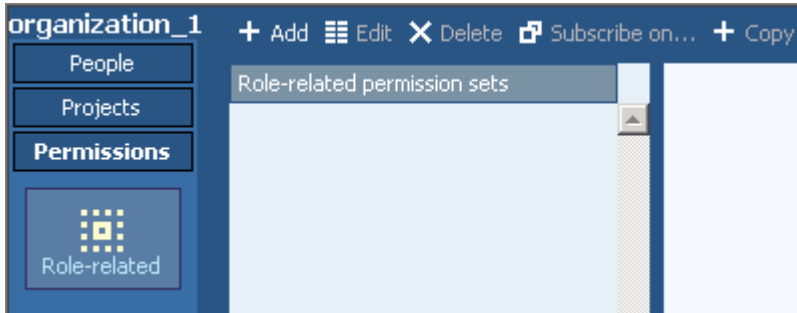 organization_1
Add Edit Delete Subscribe on... Copy
People
Projects
Permissions
Role-related
Role-related permission sets